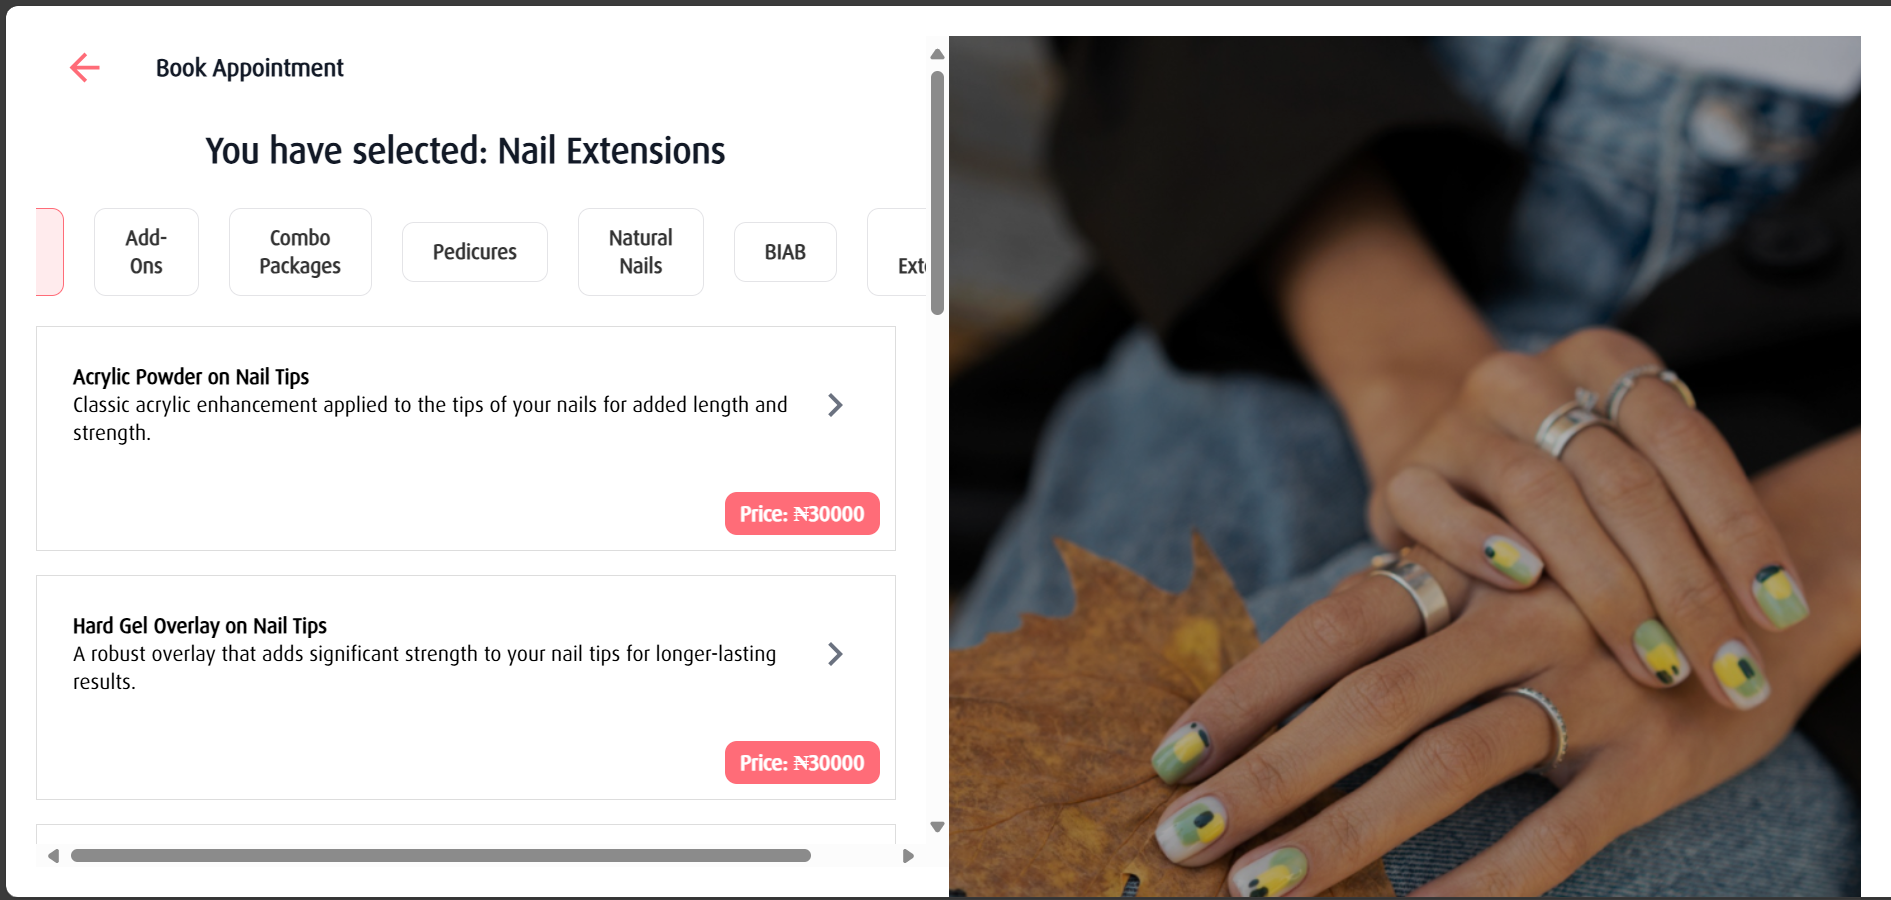 Book Appointment
You have selected: Nail Extensions
Add-
Ons
Combo
Packages
Pedicures
Natural
Nails
BIAB
Acrylic Powder on Nail Tips
Classic acrylic enhancement applied to the tips of your nails for added length and
strength.
Price: ₦30000
Hard Gel Overlay on Nail Tips
A robust overlay that adds significant strength to your nail tips for longer-lasting
results.
Price: ₦30000